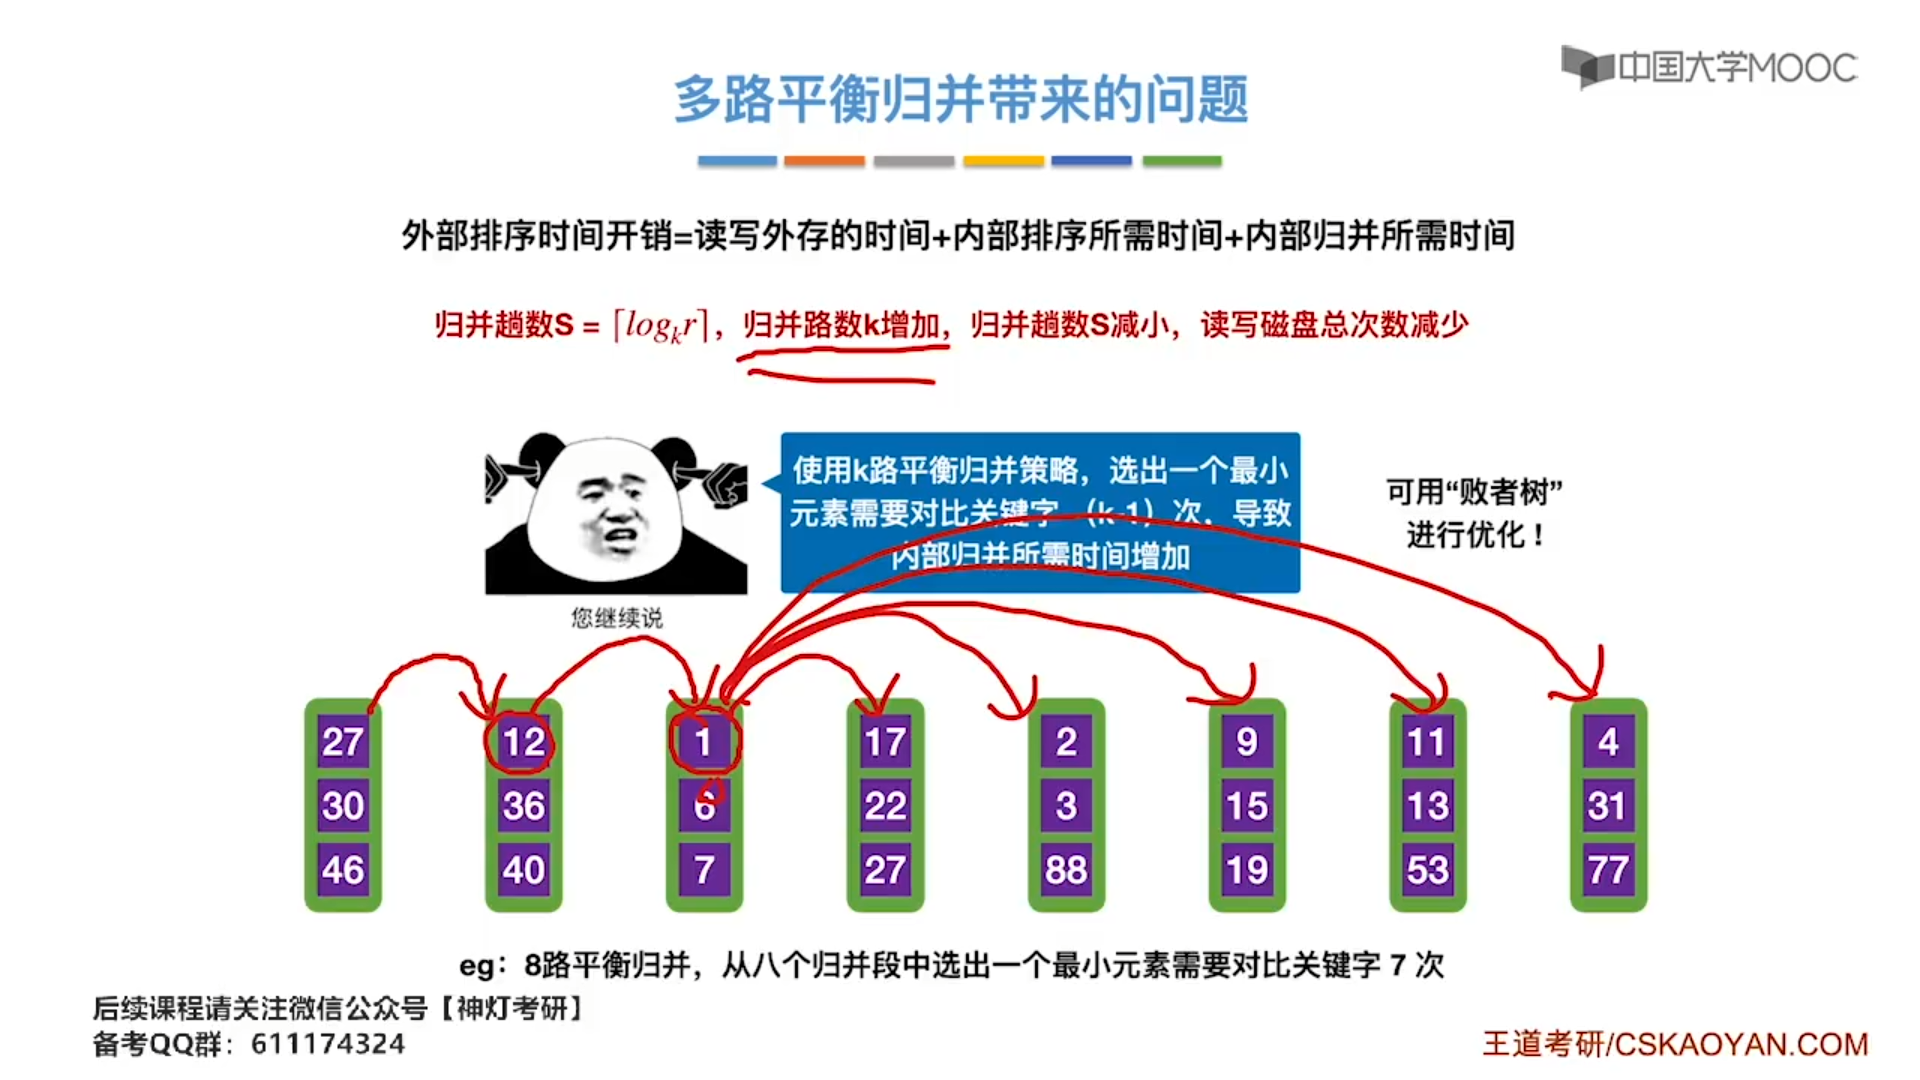 中国大学MOOC
多路平衡归并带来的问题
外部排序时间开销=读写外存的时间+内部排序所需时间+内部归并所需时间
归并趟数S = ⌈logₖr⌉，归并路数k增加，归并趟数S减小，读写磁盘总次数减少
使用k路平衡归并策略，选出一个最小
元素需要对比关键字 （k-1）次，导致
内部归并所需时间增加
可用“败者树”
进行优化！
您继续说
27 12 1 17 2 9 11 4
30 36 6 22 3 15 13 31
46 40 7 27 88 19 53 77
eg：8路平衡归并，从八个归并段中选出一个最小元素需要对比关键字 7 次
后续课程请关注微信公众号【神灯考研】
备考QQ群：611174324
王道考研/CSKAOYAN.COM